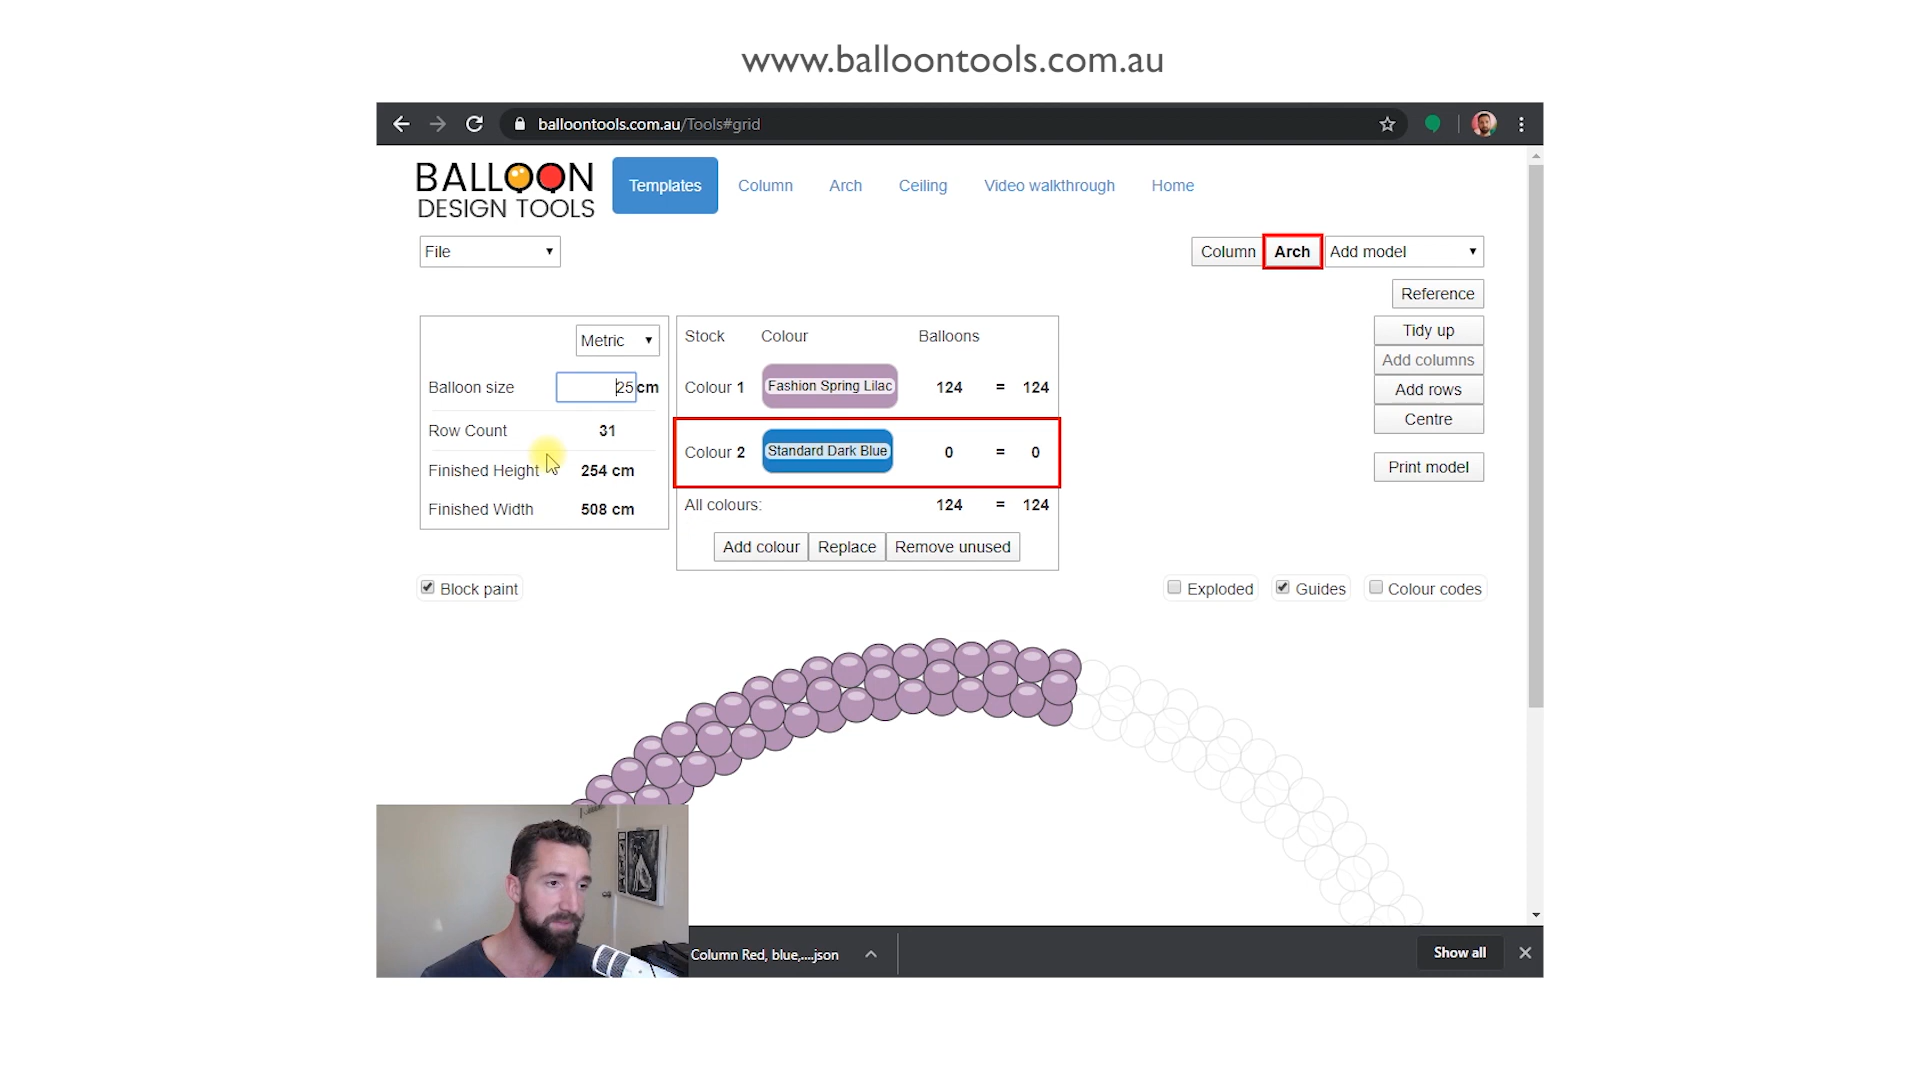 www.balloontools.com.au
balloontools.com.au/Tools#grid
BALLOON
DESIGN TOOLS
Templates Column Arch Ceiling Video walkthrough Home
File Column Arch Add model
Reference
Metric
Balloon size 25 cm
Row Count 31
Finished Height 254 cm
Finished Width 508 cm
Stock Colour Balloons
Colour 1 Fashion Spring Lilac 124 = 124
Colour 2 Standard Dark Blue 0 = 0
All colours: 124 = 124
Add colour Replace Remove unused
Tidy up
Add columns
Add rows
Centre
Print model
Block paint Exploded Guides Colour codes
Column Red, blue,....json Show all